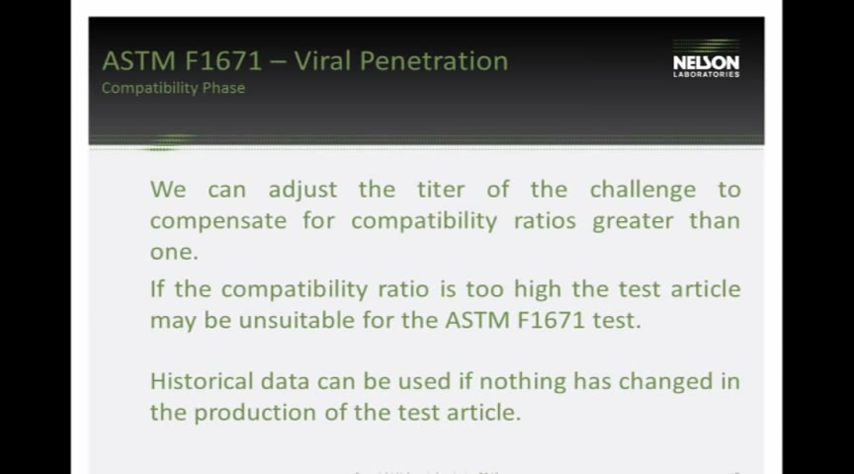 ASTM F1671 – Viral Penetration
Compatibility Phase
NELSON
LABORATORIES
We can adjust the titer of the challenge to
compensate for compatibility ratios greater than
one.
If the compatibility ratio is too high the test article
may be unsuitable for the ASTM F1671 test.
Historical data can be used if nothing has changed in
the production of the test article.